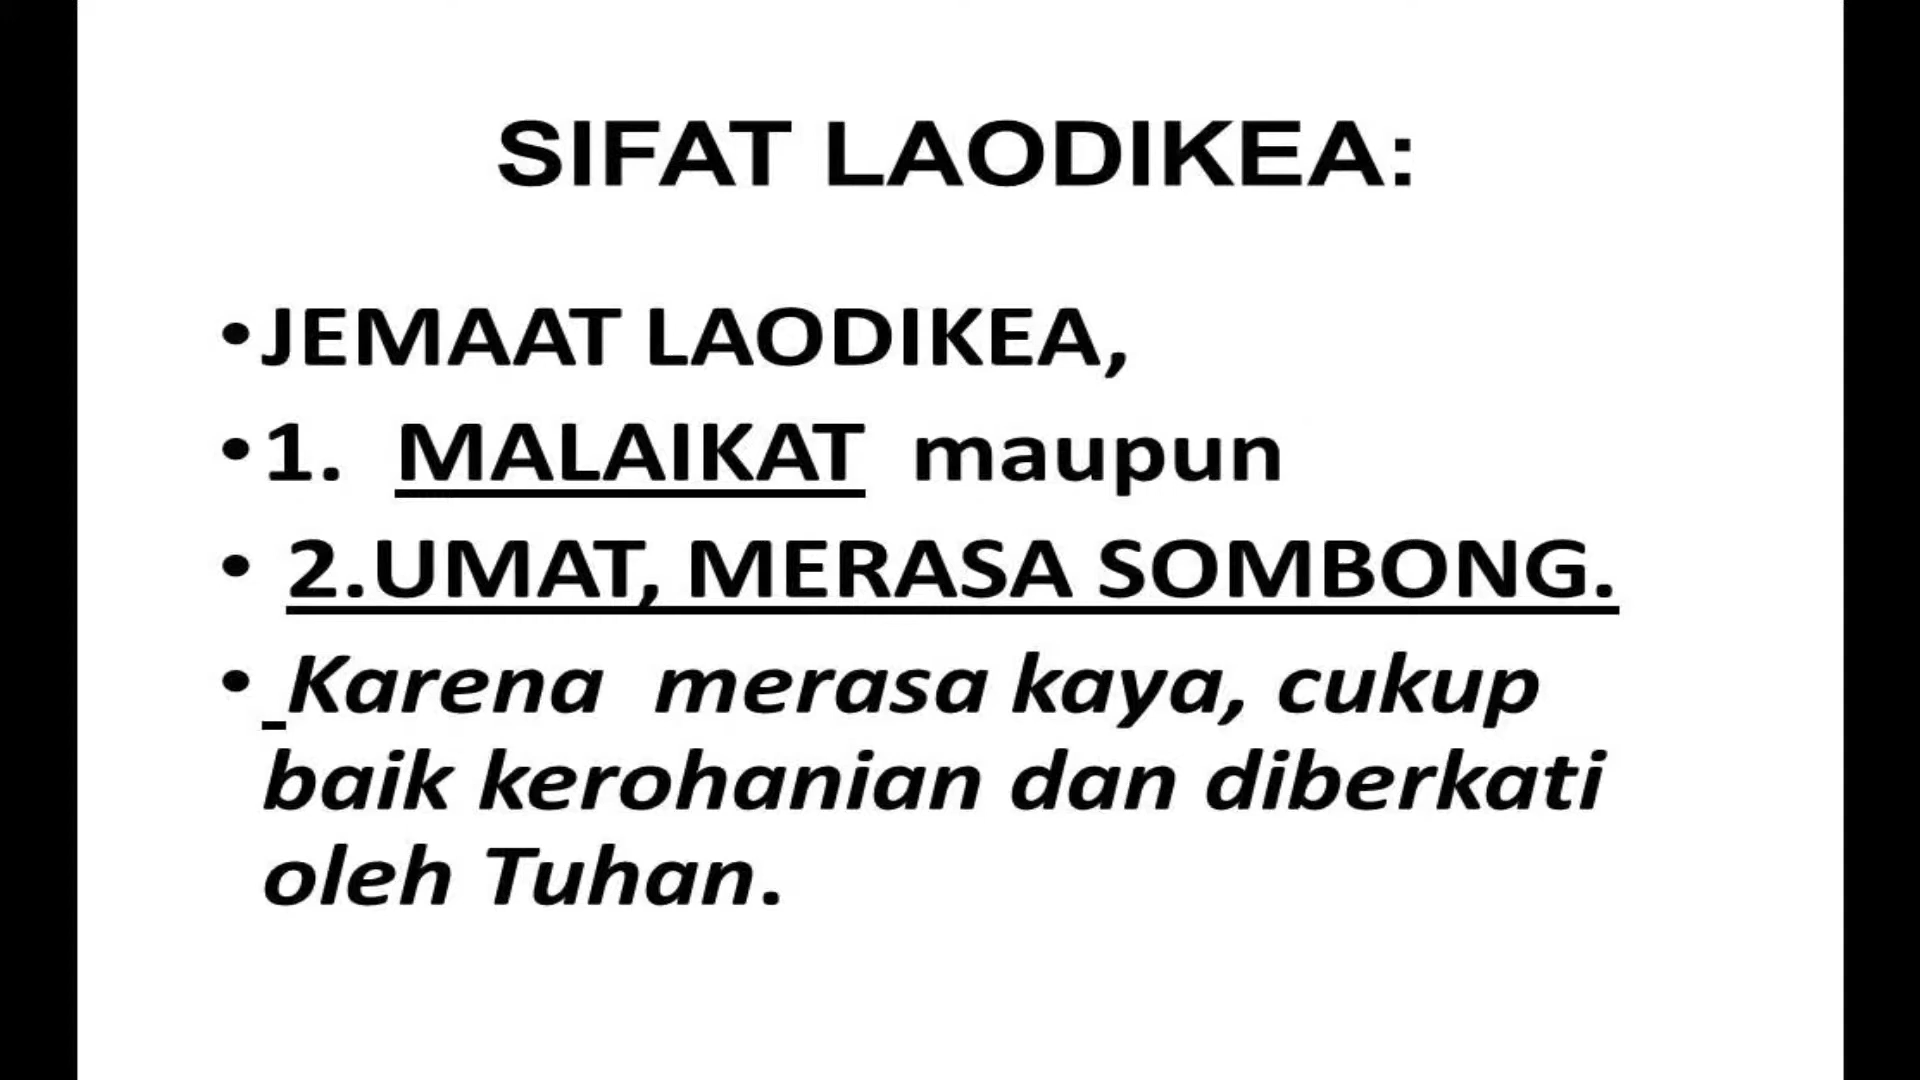 SIFAT LAODIKEA:
•JEMAAT LAODIKEA,
•1. MALAIKAT maupun
• 2.UMAT, MERASA SOMBONG.
• Karena merasa kaya, cukup
baik kerohanian dan diberkati
oleh Tuhan.